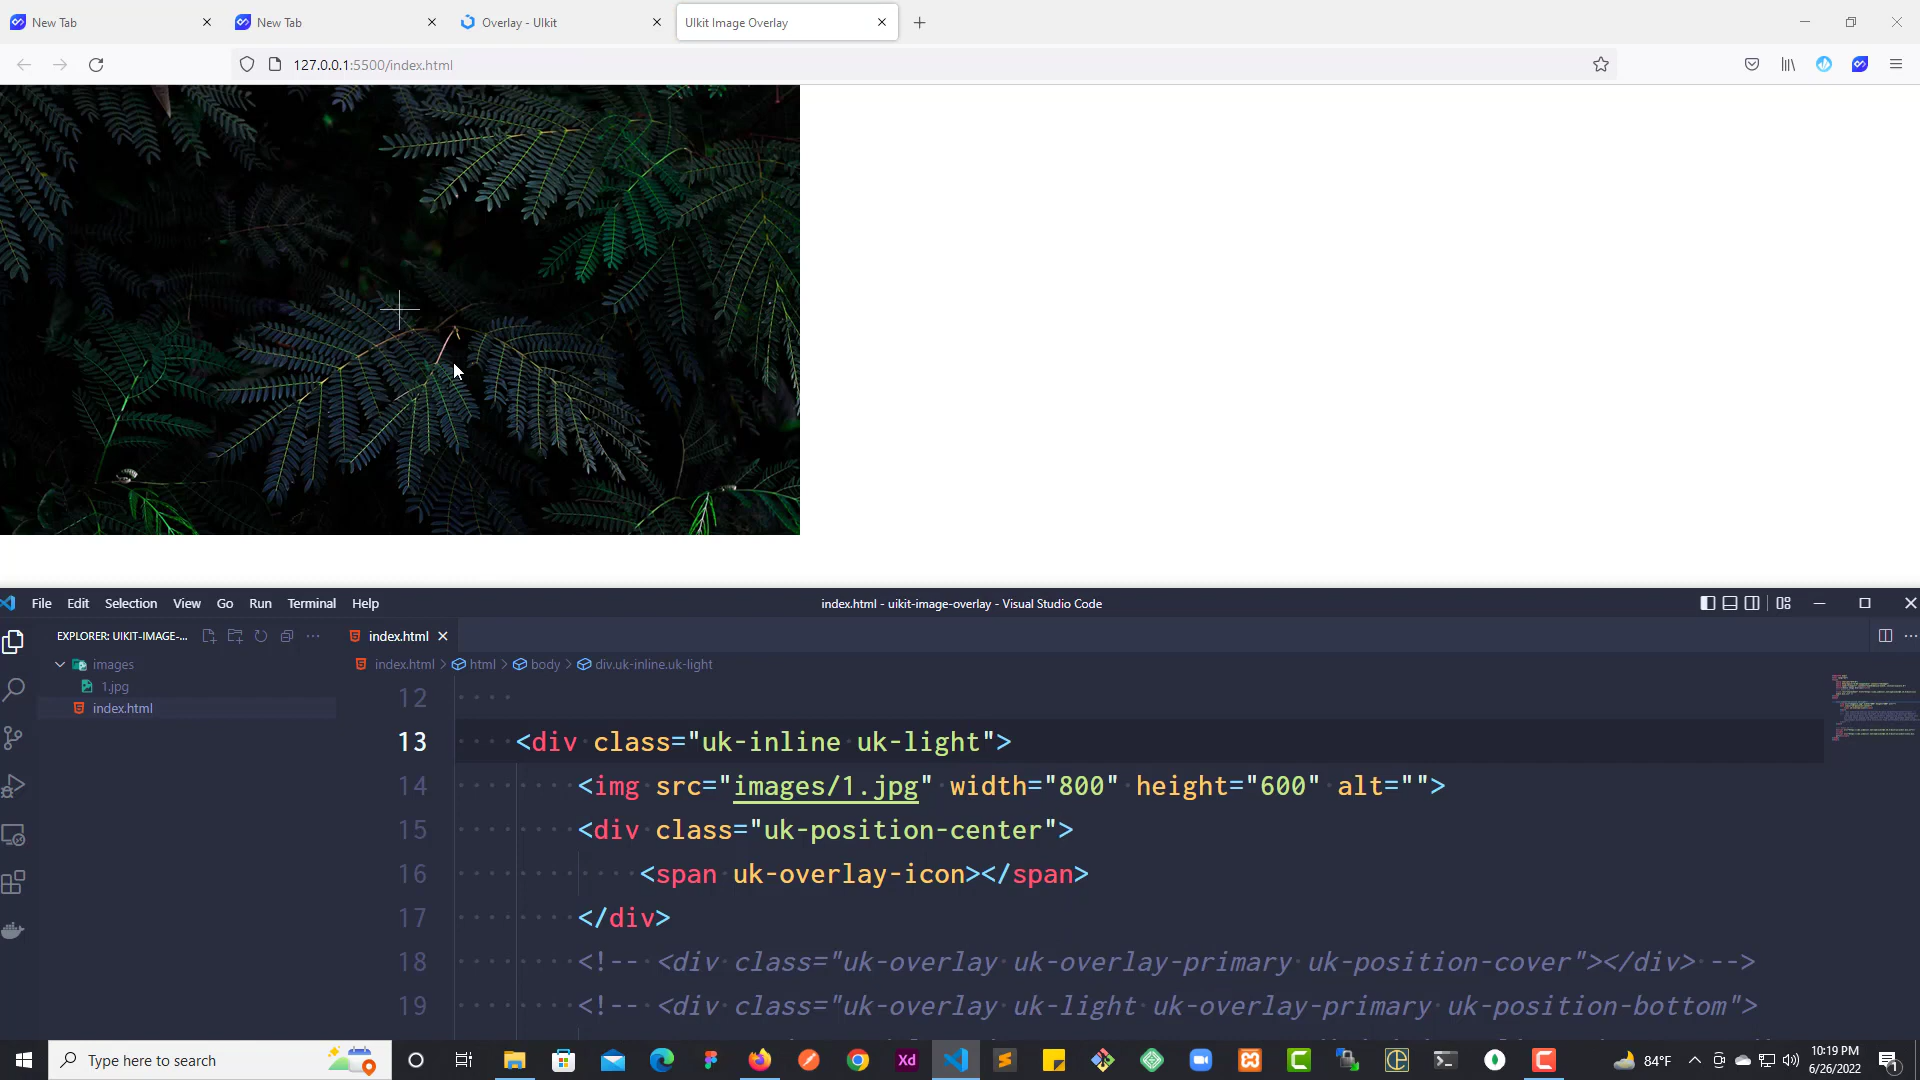 New Tab
New Tab
Overlay - UIkit
UIkit Image Overlay
127.0.0.1:5500/index.html
File Edit Selection View Go Run Terminal Help
index.html - uikit-image-overlay - Visual Studio Code
EXPLORER: UIKIT-IMAGE-...
index.html
images
1.jpg
index.html
index.html > html > body > div.uk-inline.uk-light
12
13 <div class="uk-inline uk-light">
14 <img src="images/1.jpg" width="800" height="600" alt="">
15 <div class="uk-position-center">
16 <span uk-overlay-icon></span>
17 </div>
18 <!-- <div class="uk-overlay uk-overlay-primary uk-position-cover"></div> -->
19 <!-- <div class="uk-overlay uk-light uk-overlay-primary uk-position-bottom">
Type here to search
Xd
84°F
10:19 PM
6/26/2022
1